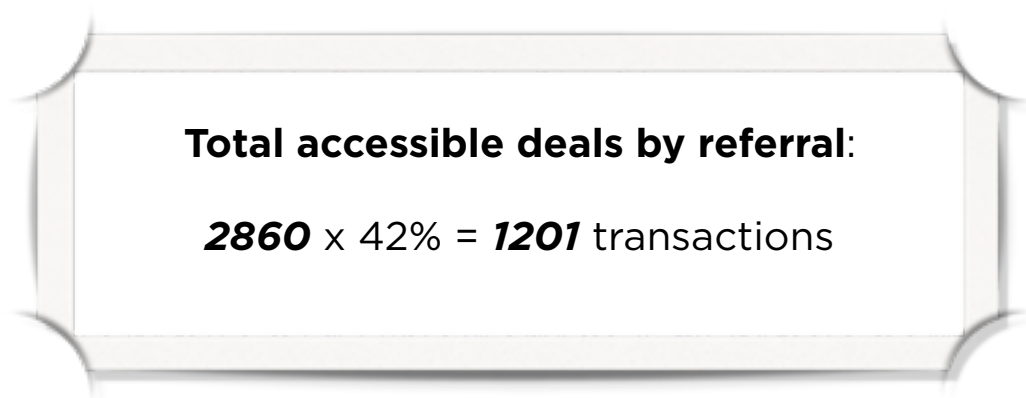 Total accessible deals by referral:
2860 x 42% = 1201 transactions